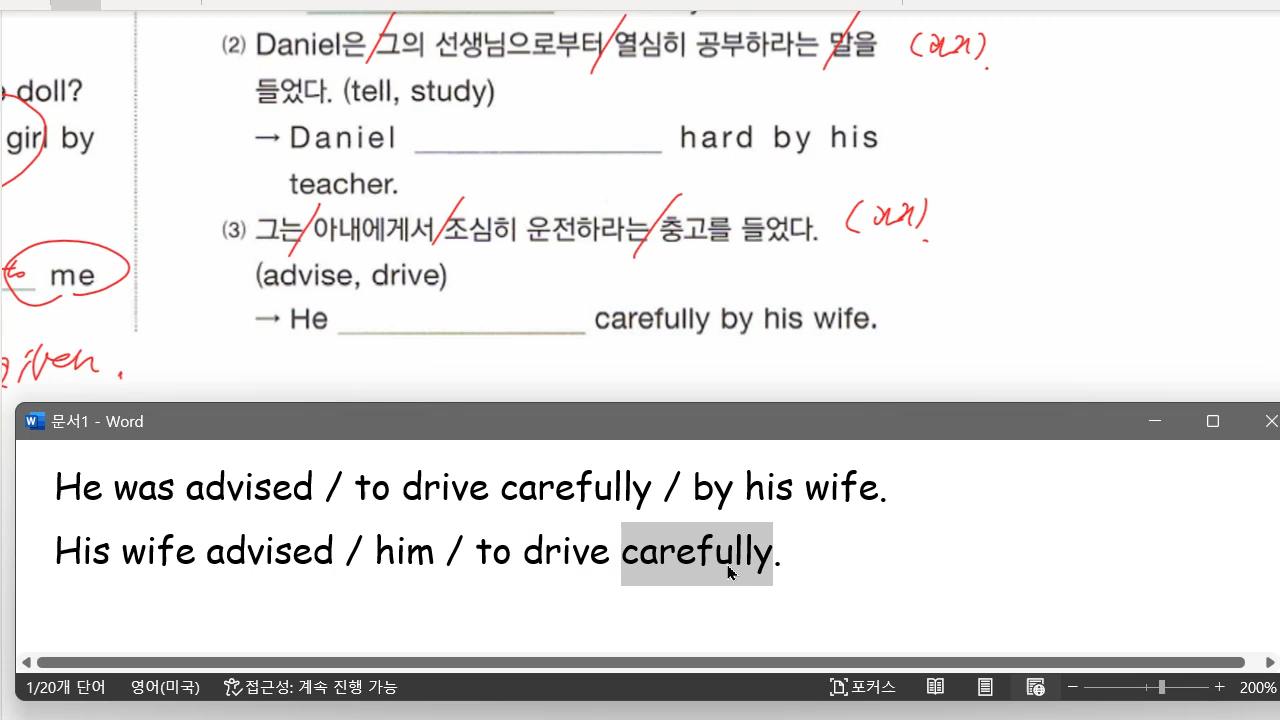 (2) Daniel은 그의 선생님으로부터 열심히 공부하라는 말을
들었다. (tell, study)
doll?
→ Daniel ____________ hard by his
girl by
teacher.
(3) 그는 아내에게서 조심히 운전하라는 충고를 들었다.
(advise, drive)
to me
→ He ____________ carefully by his wife.
given.
문서1 - Word
He was advised / to drive carefully / by his wife.
His wife advised / him / to drive carefully.
1/20개 단어 영어(미국) 접근성: 계속 진행 가능 포커스 200%